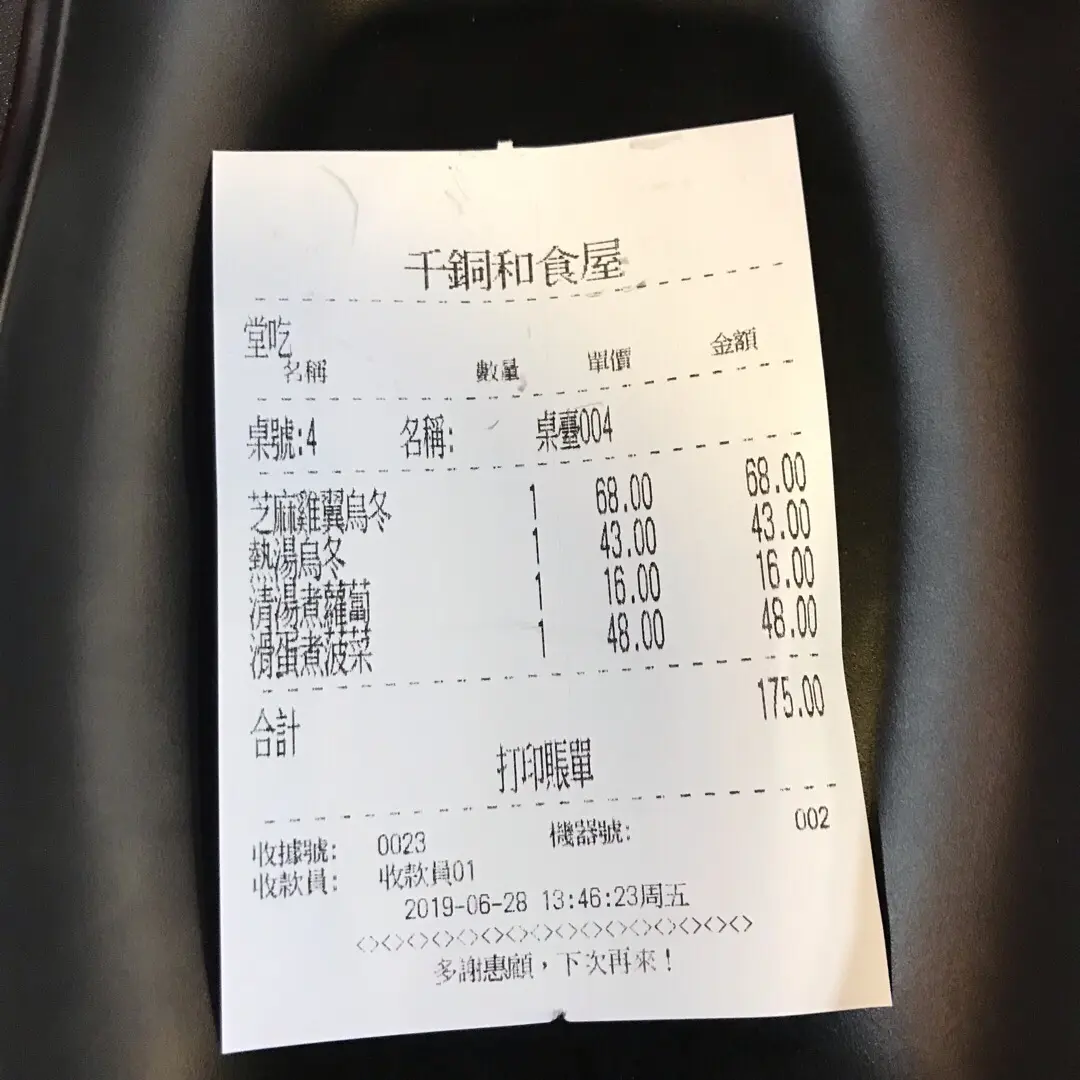 千銅和食屋
堂吃
名稱 數量 單價 金額
桌號:4 名稱: 桌臺004
芝麻雞翼烏冬 1 68.00 68.00
熱湯烏冬 1 43.00 43.00
清湯煮蘿蔔 1 16.00 16.00
滑蛋煮菠菜 1 48.00 48.00
合計 175.00
打印賬單
收據號: 0023 機器號: 002
收款員: 收款員01
2019-06-28 13:46:23周五
<><><><><><><><><><><><><><><><>
多謝惠顧，下次再來！